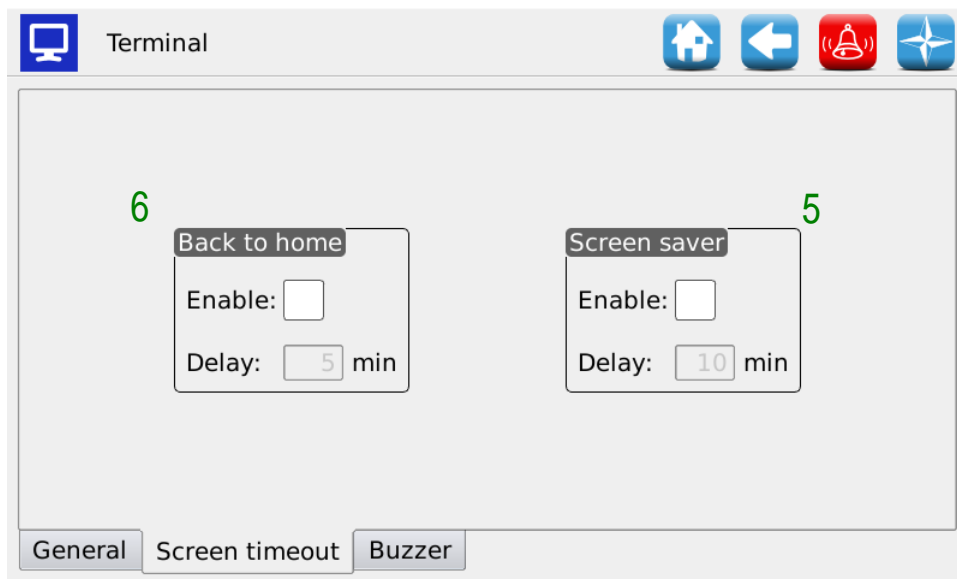 Terminal
6
5
Back to home
Screen saver
Enable:
Enable:
Delay: 5 min
Delay: 10 min
General Screen timeout Buzzer